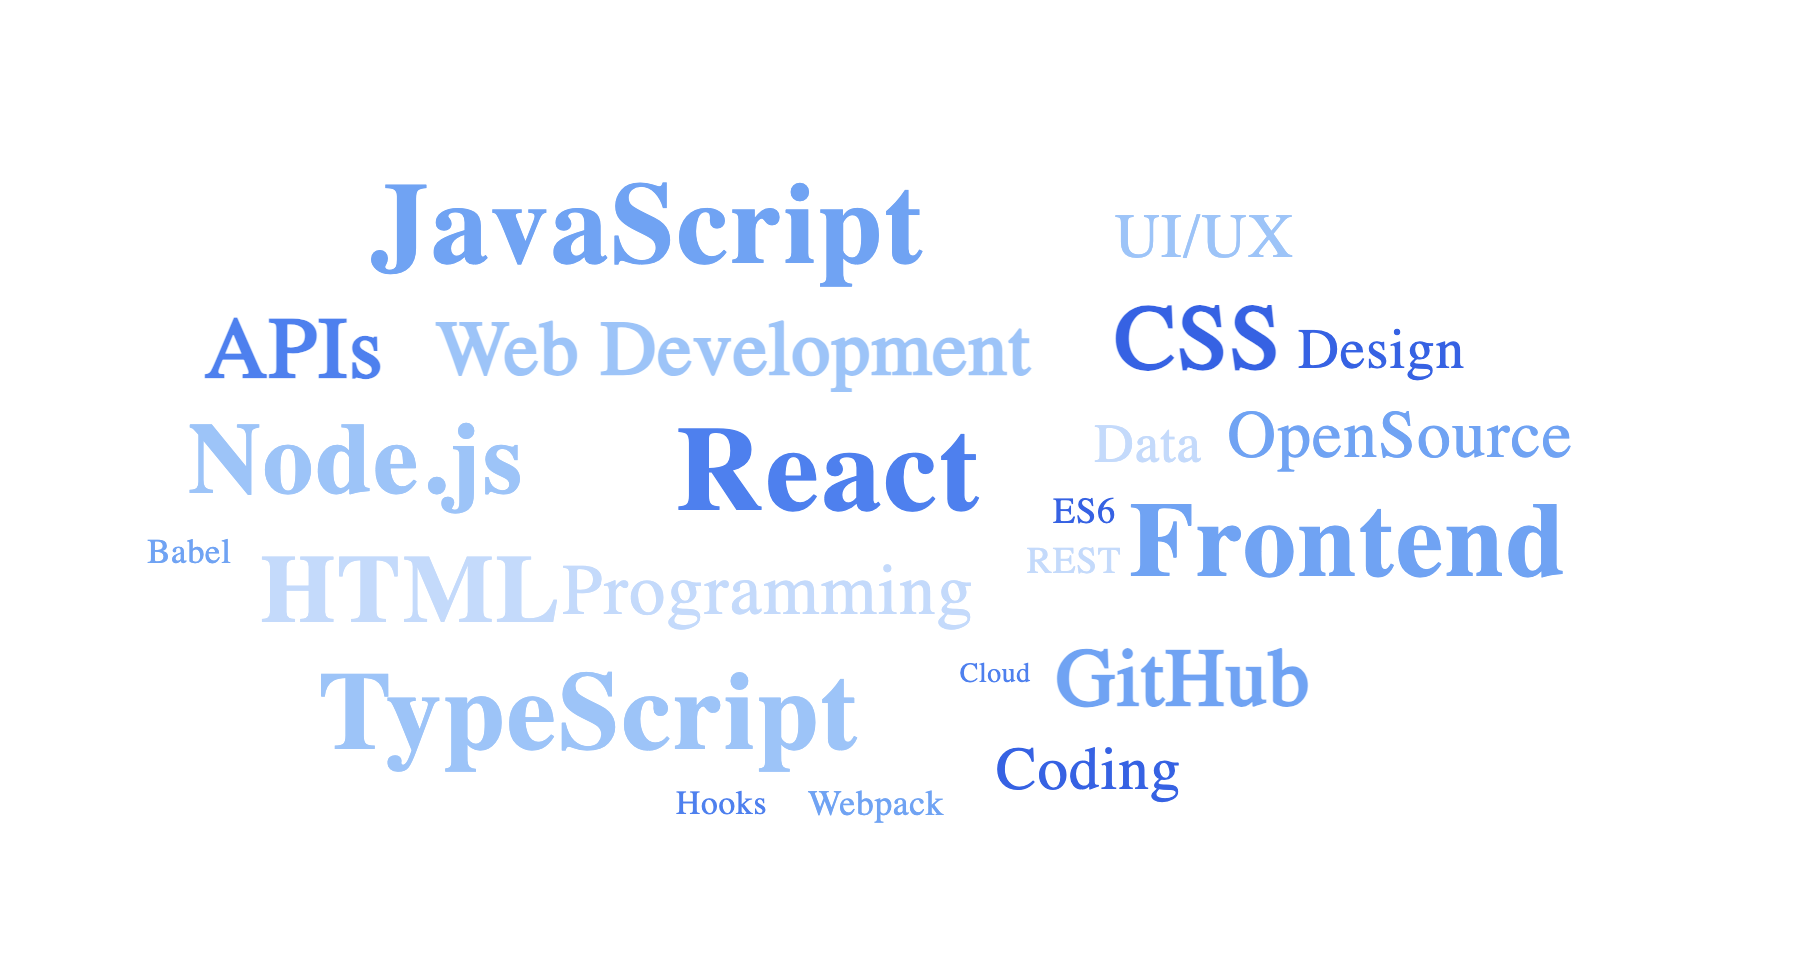 JavaScript
UI/UX
APIs
Web Development
CSS
Design
Node.js
React
Data
OpenSource
ES6
Frontend
Babel
HTML
Programming
REST
TypeScript
Cloud
GitHub
Coding
Hooks
Webpack